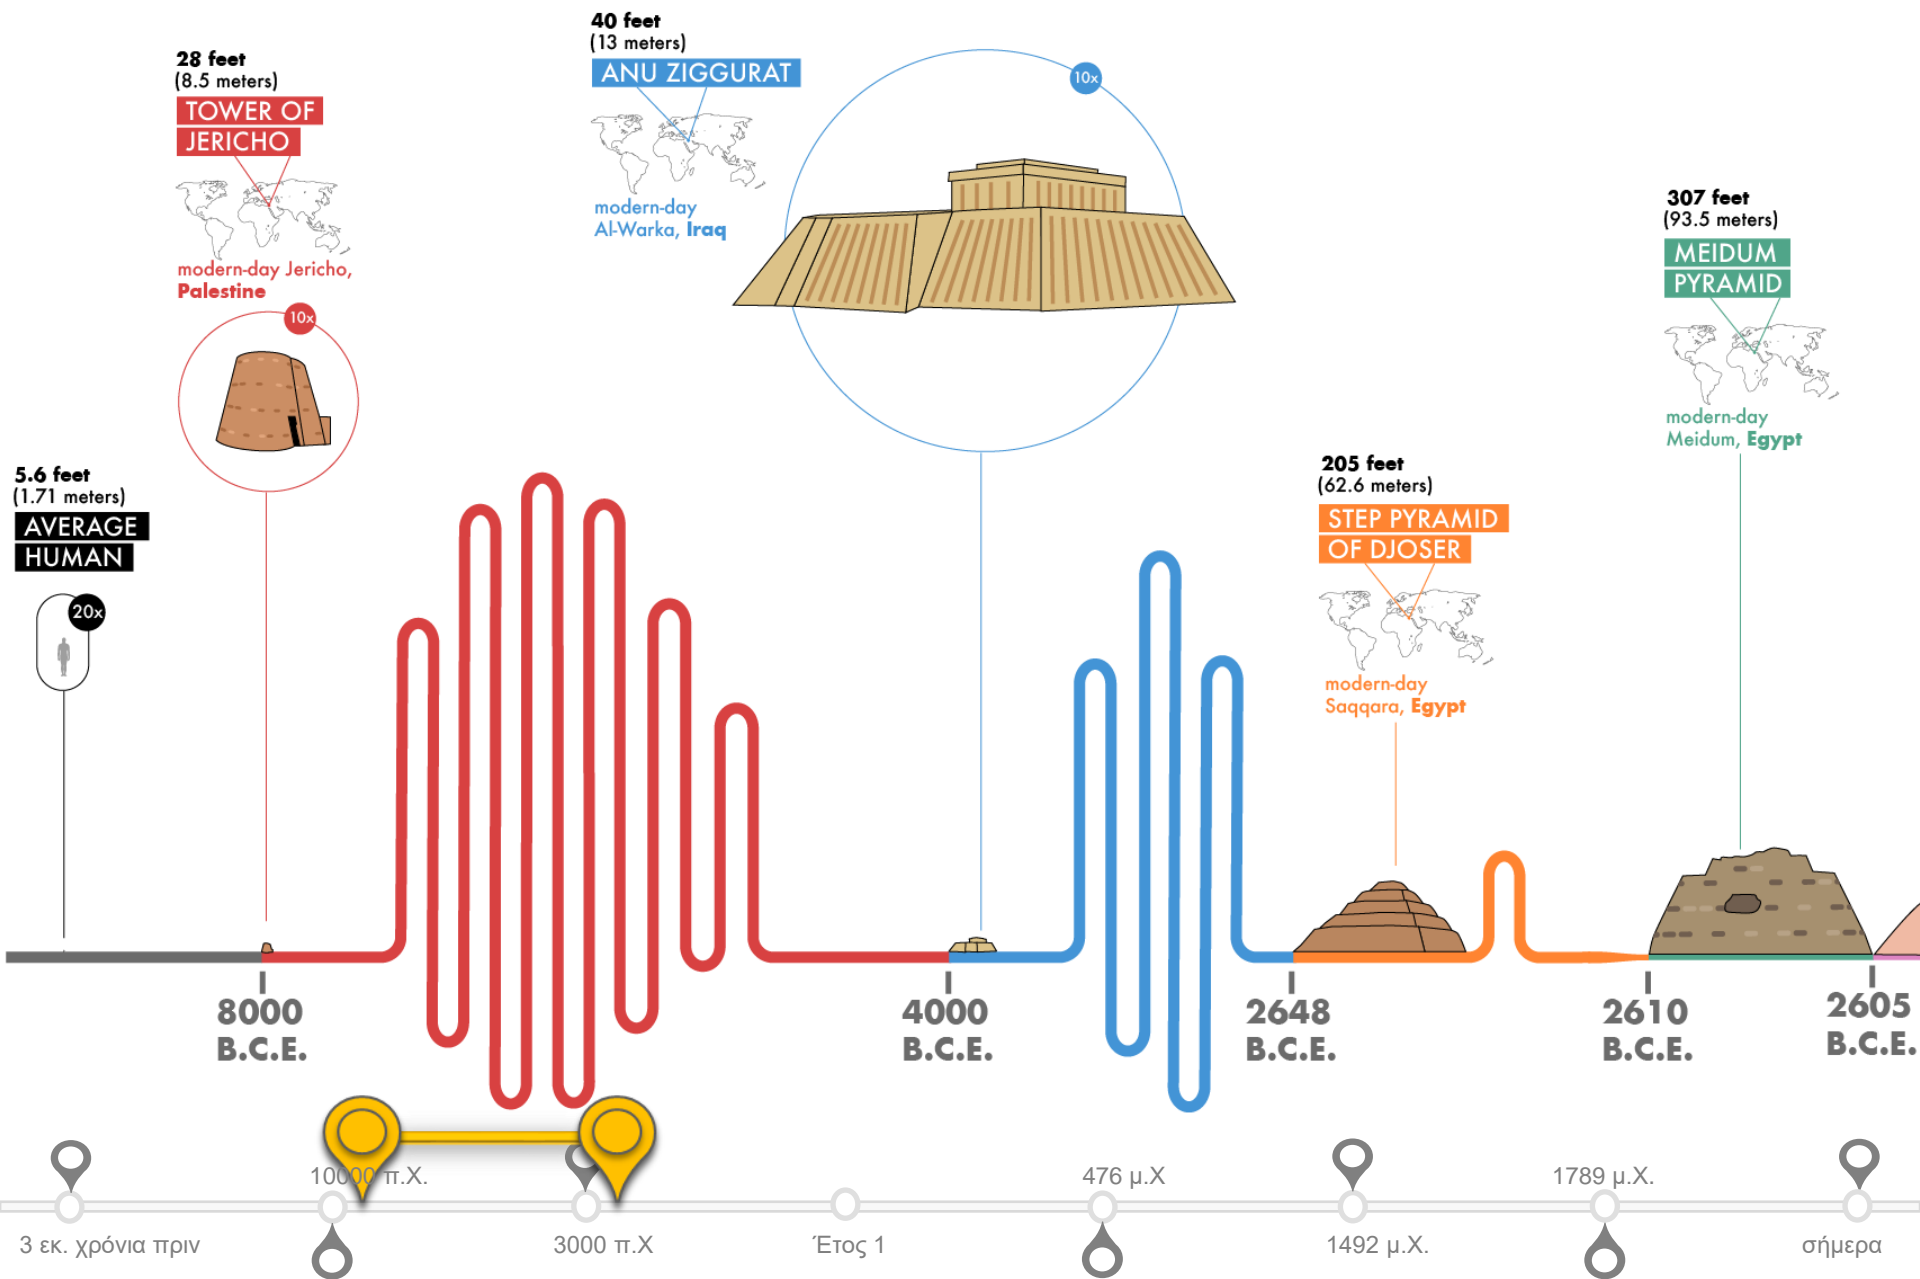 40 feet
(13 meters)
ANU ZIGGURAT
10x
modern-day
Al-Warka, Iraq
28 feet
(8.5 meters)
TOWER OF
JERICHO
modern-day Jericho,
Palestine
10x
307 feet
(93.5 meters)
MEIDUM
PYRAMID
modern-day
Meidum, Egypt
5.6 feet
(1.71 meters)
AVERAGE
HUMAN
20x
205 feet
(62.6 meters)
STEP PYRAMID
OF DJOSER
modern-day
Saqqara, Egypt
8000
B.C.E.
4000
B.C.E.
2648
B.C.E.
2610
B.C.E.
2605
B.C.E.
10000 π.Χ.
476 μ.Χ
1789 μ.Χ.
3 εκ. χρόνια πριν
3000 π.Χ
Έτος 1
1492 μ.Χ.
σήμερα